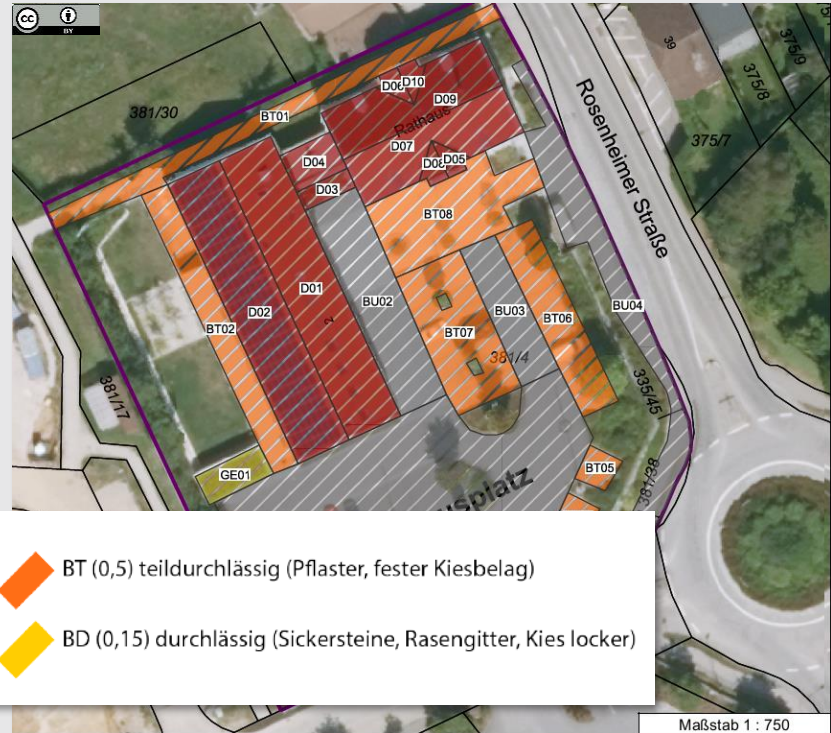 cc
BY
381/30
BT01
D06
D10
D09
Rathaus
D07
D08
D05
D04
D03
BT08
39
375/9
375/8
375/7
Rosenheimer Straße
D01
D02
BT02
2
BU02
BU03
BT07
BT06
BU04
381/4
335/45
381/17
GE01
BT05
381/38
usplatz
BT (0,5) teildurchlässig (Pflaster, fester Kiesbelag)
BD (0,15) durchlässig (Sickersteine, Rasengitter, Kies locker)
Maßstab 1 : 750